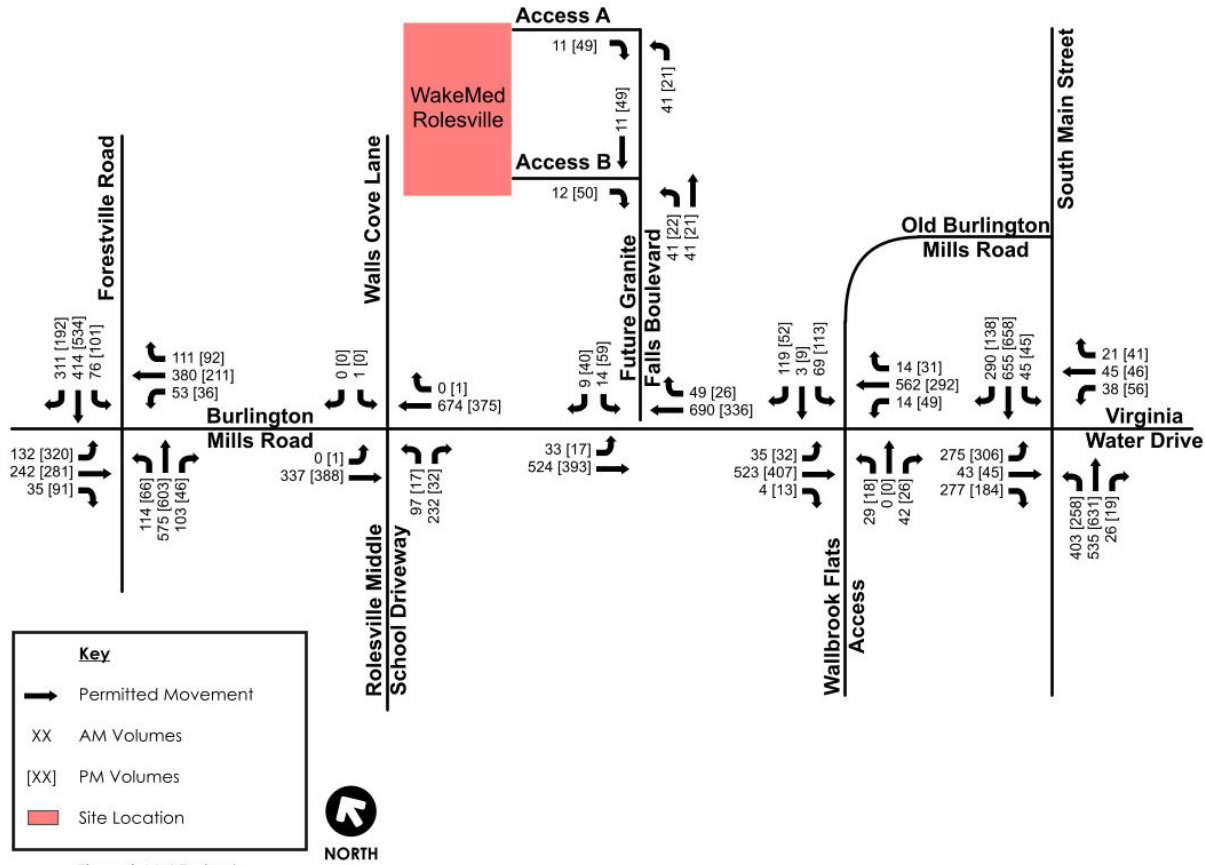 Access A
11 [49]
41 [21]
WakeMed
Rolesville
11 [49]
Access B
12 [50]
41 [22]
41 [21]
Forestville Road
Walls Cove Lane
Future Granite
Falls Boulevard
Old Burlington
Mills Road
South Main Street
311 [192]
414 [534]
76 [101]
111 [92]
380 [211]
53 [36]
0 [0]
1 [0]
0 [1]
674 [375]
9 [40]
14 [59]
49 [26]
690 [336]
119 [52]
3 [9]
69 [113]
14 [31]
562 [292]
14 [49]
290 [138]
655 [658]
45 [45]
21 [41]
45 [46]
38 [56]
Burlington
Mills Road
Virginia
Water Drive
132 [320]
242 [281]
35 [91]
114 [66]
575 [603]
103 [46]
0 [1]
337 [388]
97 [17]
232 [32]
33 [17]
524 [393]
35 [32]
523 [407]
4 [13]
29 [18]
0 [0]
42 [26]
275 [306]
43 [45]
277 [184]
403 [258]
535 [631]
26 [19]
Rolesville Middle
School Driveway
Wallbrook Flats
Access
Key
Permitted Movement
XX AM Volumes
[XX] PM Volumes
Site Location
NORTH